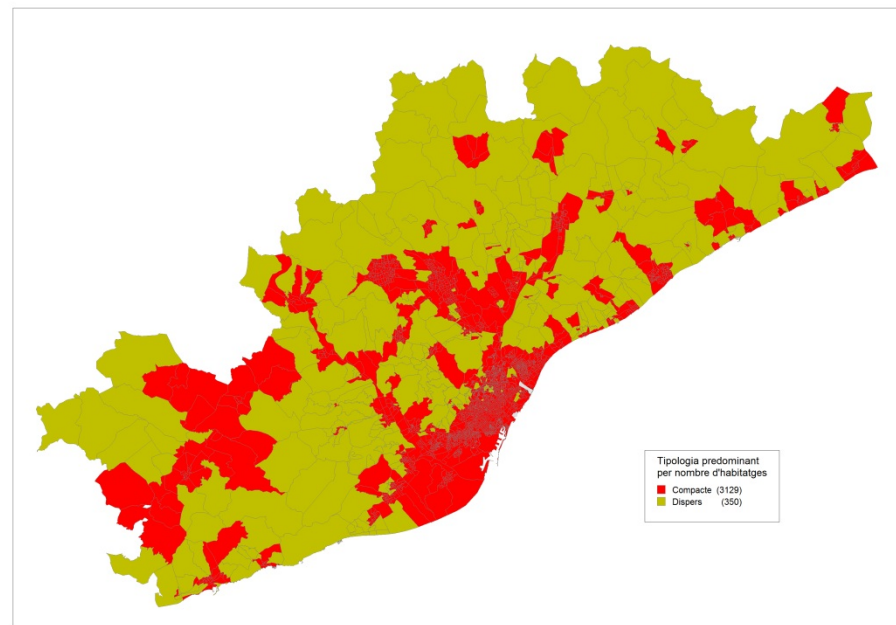 Tipologia predominant
per nombre d'habitatges
Compacte (3129)
Dispers (350)